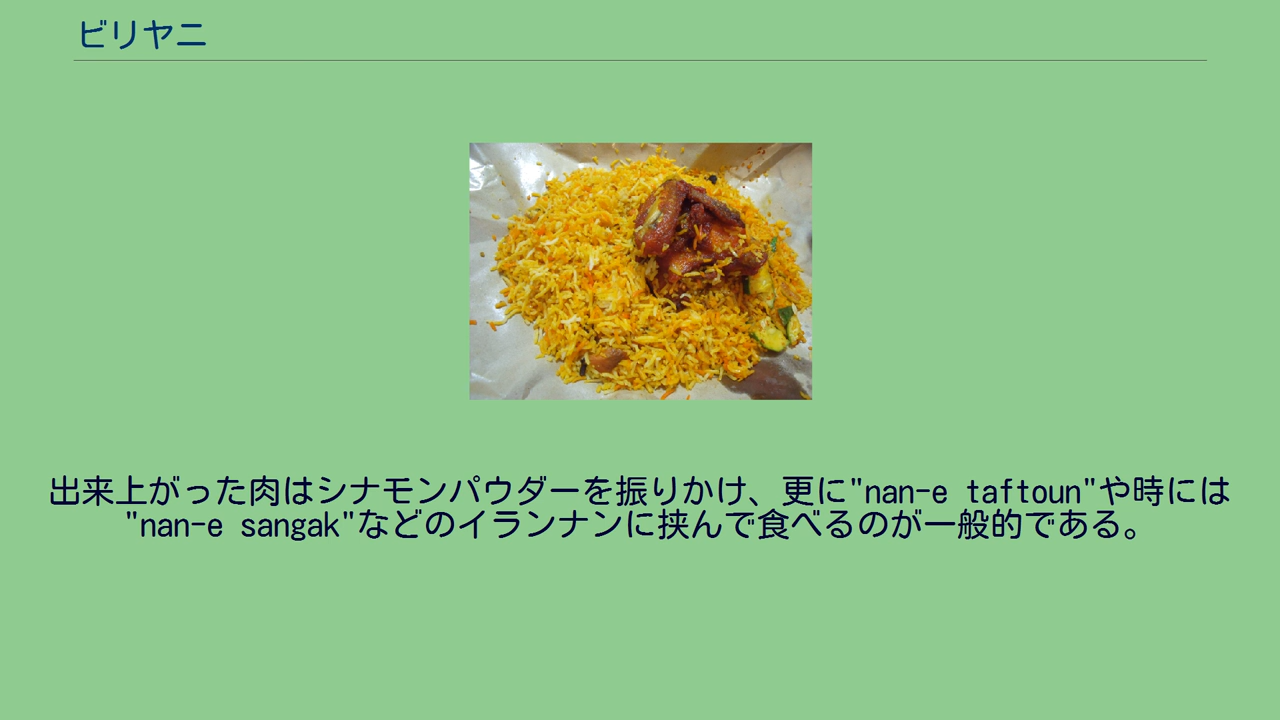 ビリヤニ
出来上がった肉はシナモンパウダーを振りかけ、更に"nan-e taftoun"や時には
"nan-e sangak"などのイランナンに挟んで食べるのが一般的である。